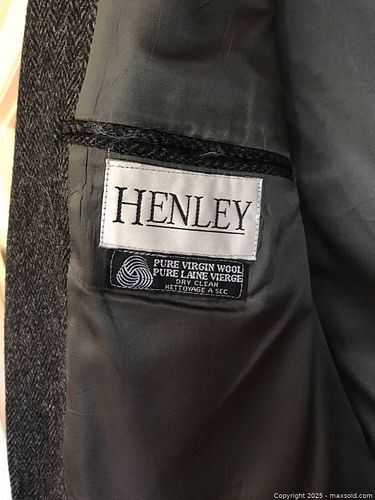 HENLEY
PURE VIRGIN WOOL
PURE LAINE VIERGE
DRY CLEAN
NETTOYAGE A SEC
Copyright 2025 - maxsold.com